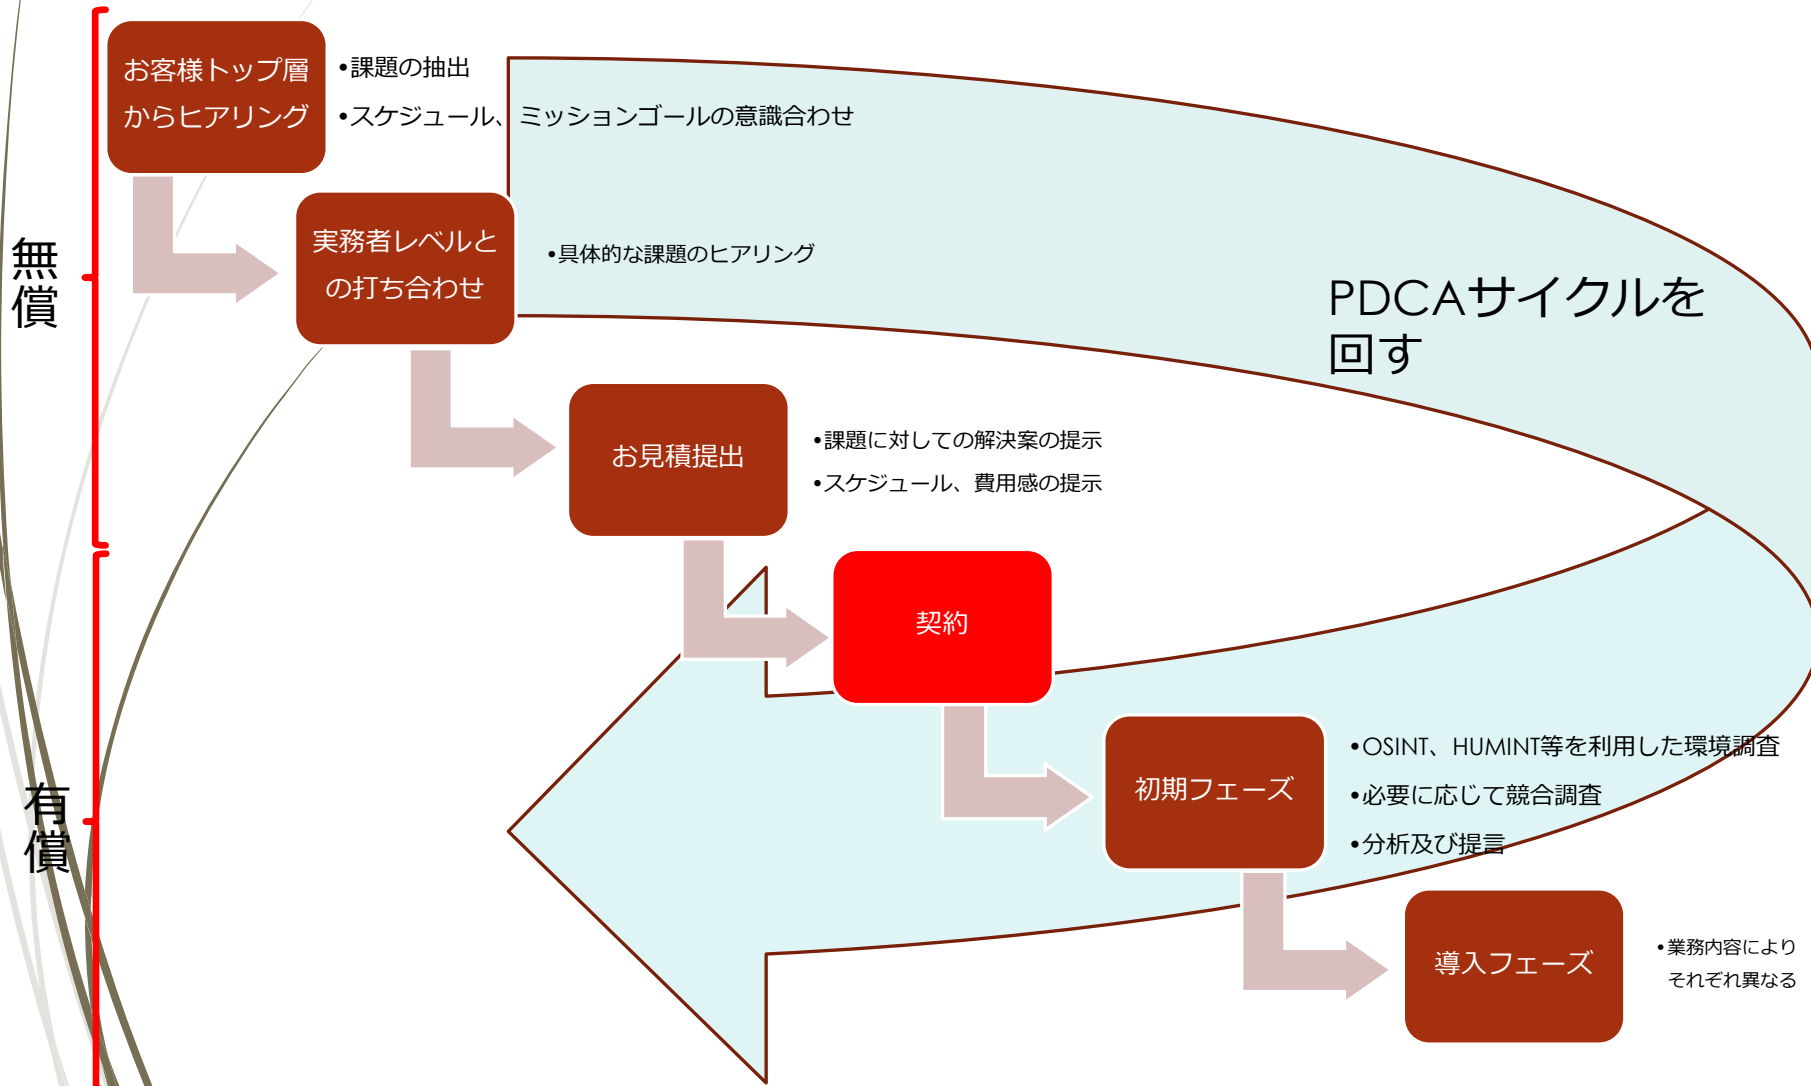 お客様トップ層
からヒアリング
•課題の抽出
•スケジュール、ミッションゴールの意識合わせ
無償
実務者レベルと
の打ち合わせ
•具体的な課題のヒアリング
PDCAサイクルを
回す
お見積提出
•課題に対しての解決案の提示
•スケジュール、費用感の提示
契約
有償
初期フェーズ
•OSINT、HUMINT等を利用した環境調査
•必要に応じて競合調査
•分析及び提言
導入フェーズ
•業務内容により
それぞれ異なる